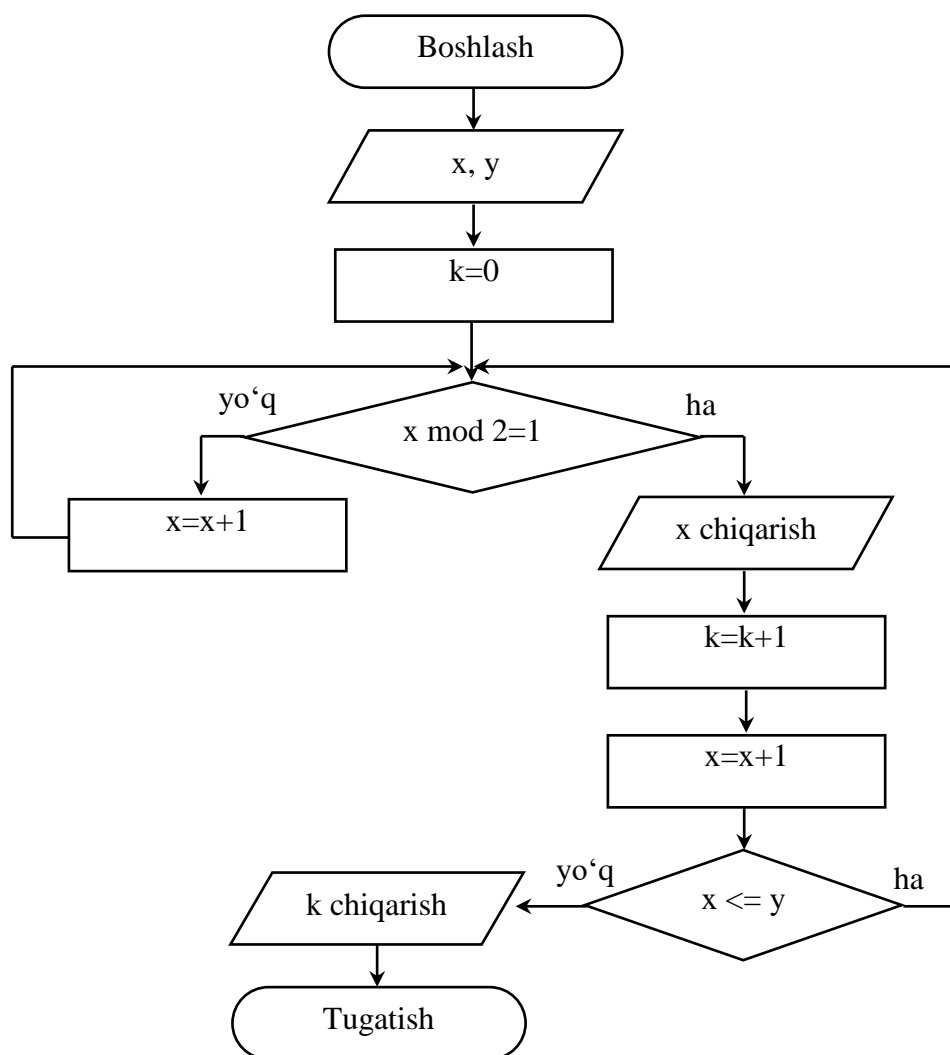 Boshlash
x, y
k=0
yo‘q
ha
x mod 2=1
x=x+1
x chiqarish
k=k+1
x=x+1
yo‘q
ha
x <= y
k chiqarish
Tugatish